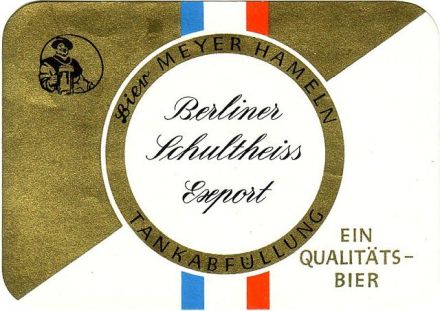 Bier MEYER HAMELN
Berliner
Schultheiss
Export
TANKABFÜLLUNG
EIN
QUALITÄTS-
BIER